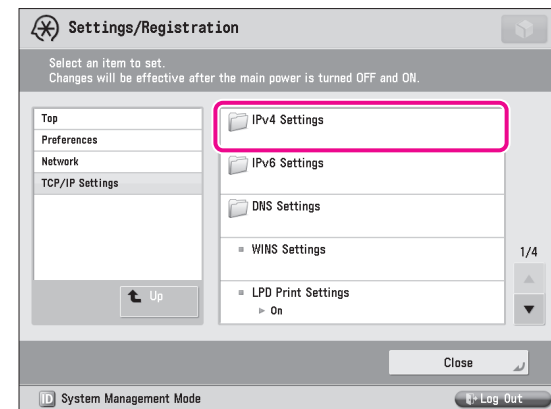 Settings/Registration
Select an item to set.
Changes will be effective after the main power is turned OFF and ON.
Top
Preferences
Network
TCP/IP Settings
Up
IPv4 Settings
IPv6 Settings
DNS Settings
WINS Settings
LPD Print Settings
On
1/4
Close
ID System Management Mode
Log Out